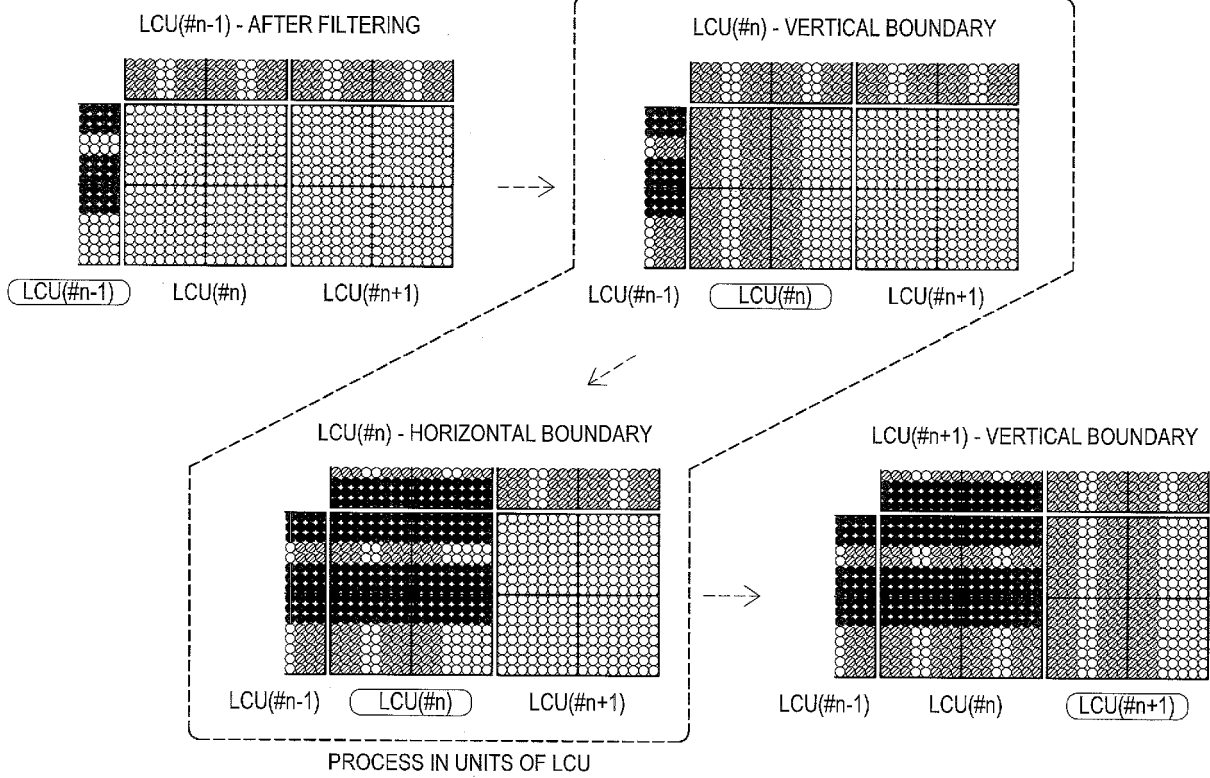 LCU(#n-1) - AFTER FILTERING
LCU(#n-1)
LCU(#n)
LCU(#n+1)
LCU(#n) - VERTICAL BOUNDARY
LCU(#n-1)
LCU(#n)
LCU(#n+1)
LCU(#n) - HORIZONTAL BOUNDARY
LCU(#n-1)
LCU(#n)
LCU(#n+1)
PROCESS IN UNITS OF LCU
LCU(#n+1) - VERTICAL BOUNDARY
LCU(#n-1)
LCU(#n)
LCU(#n+1)